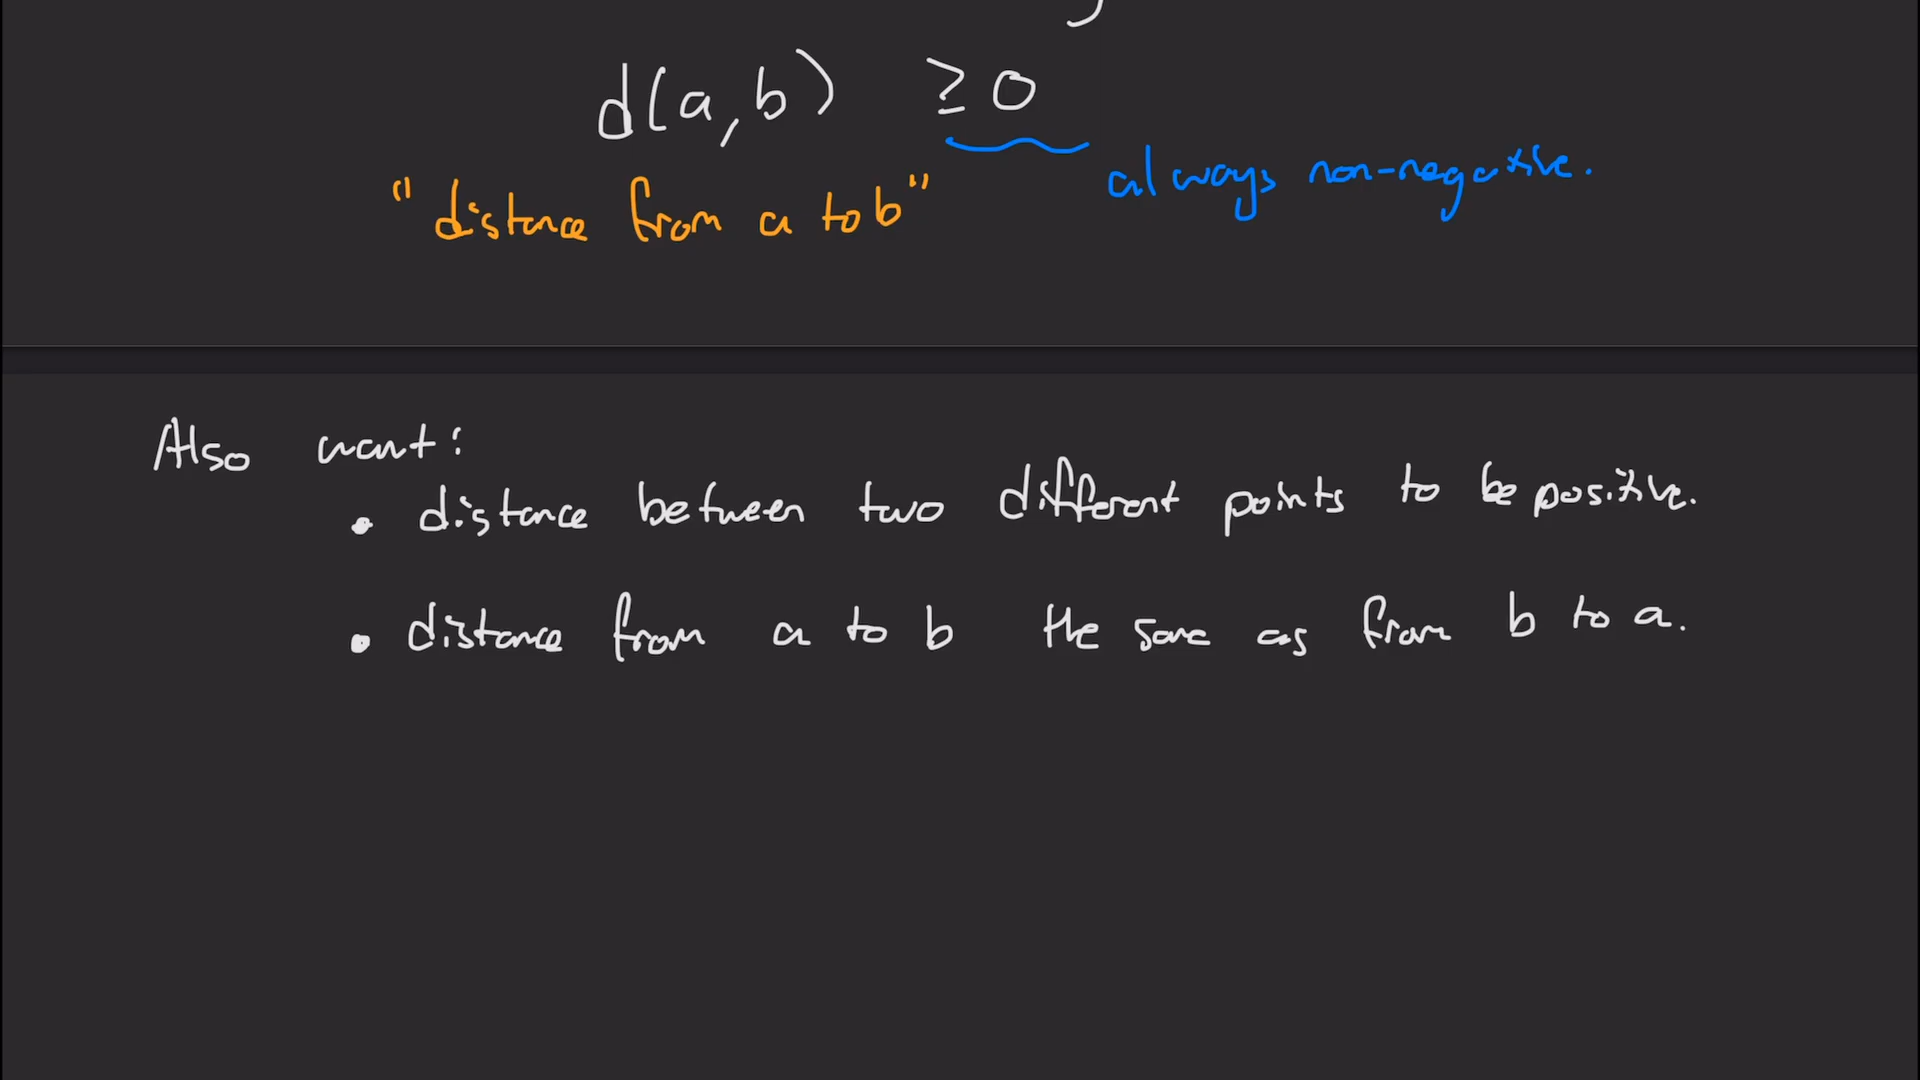 d(a,b) ≥0
always non-negative.
"distance from a to b"
Also want:
• distance between two different points to be positive.
• distance from a to b the same as from b to a.